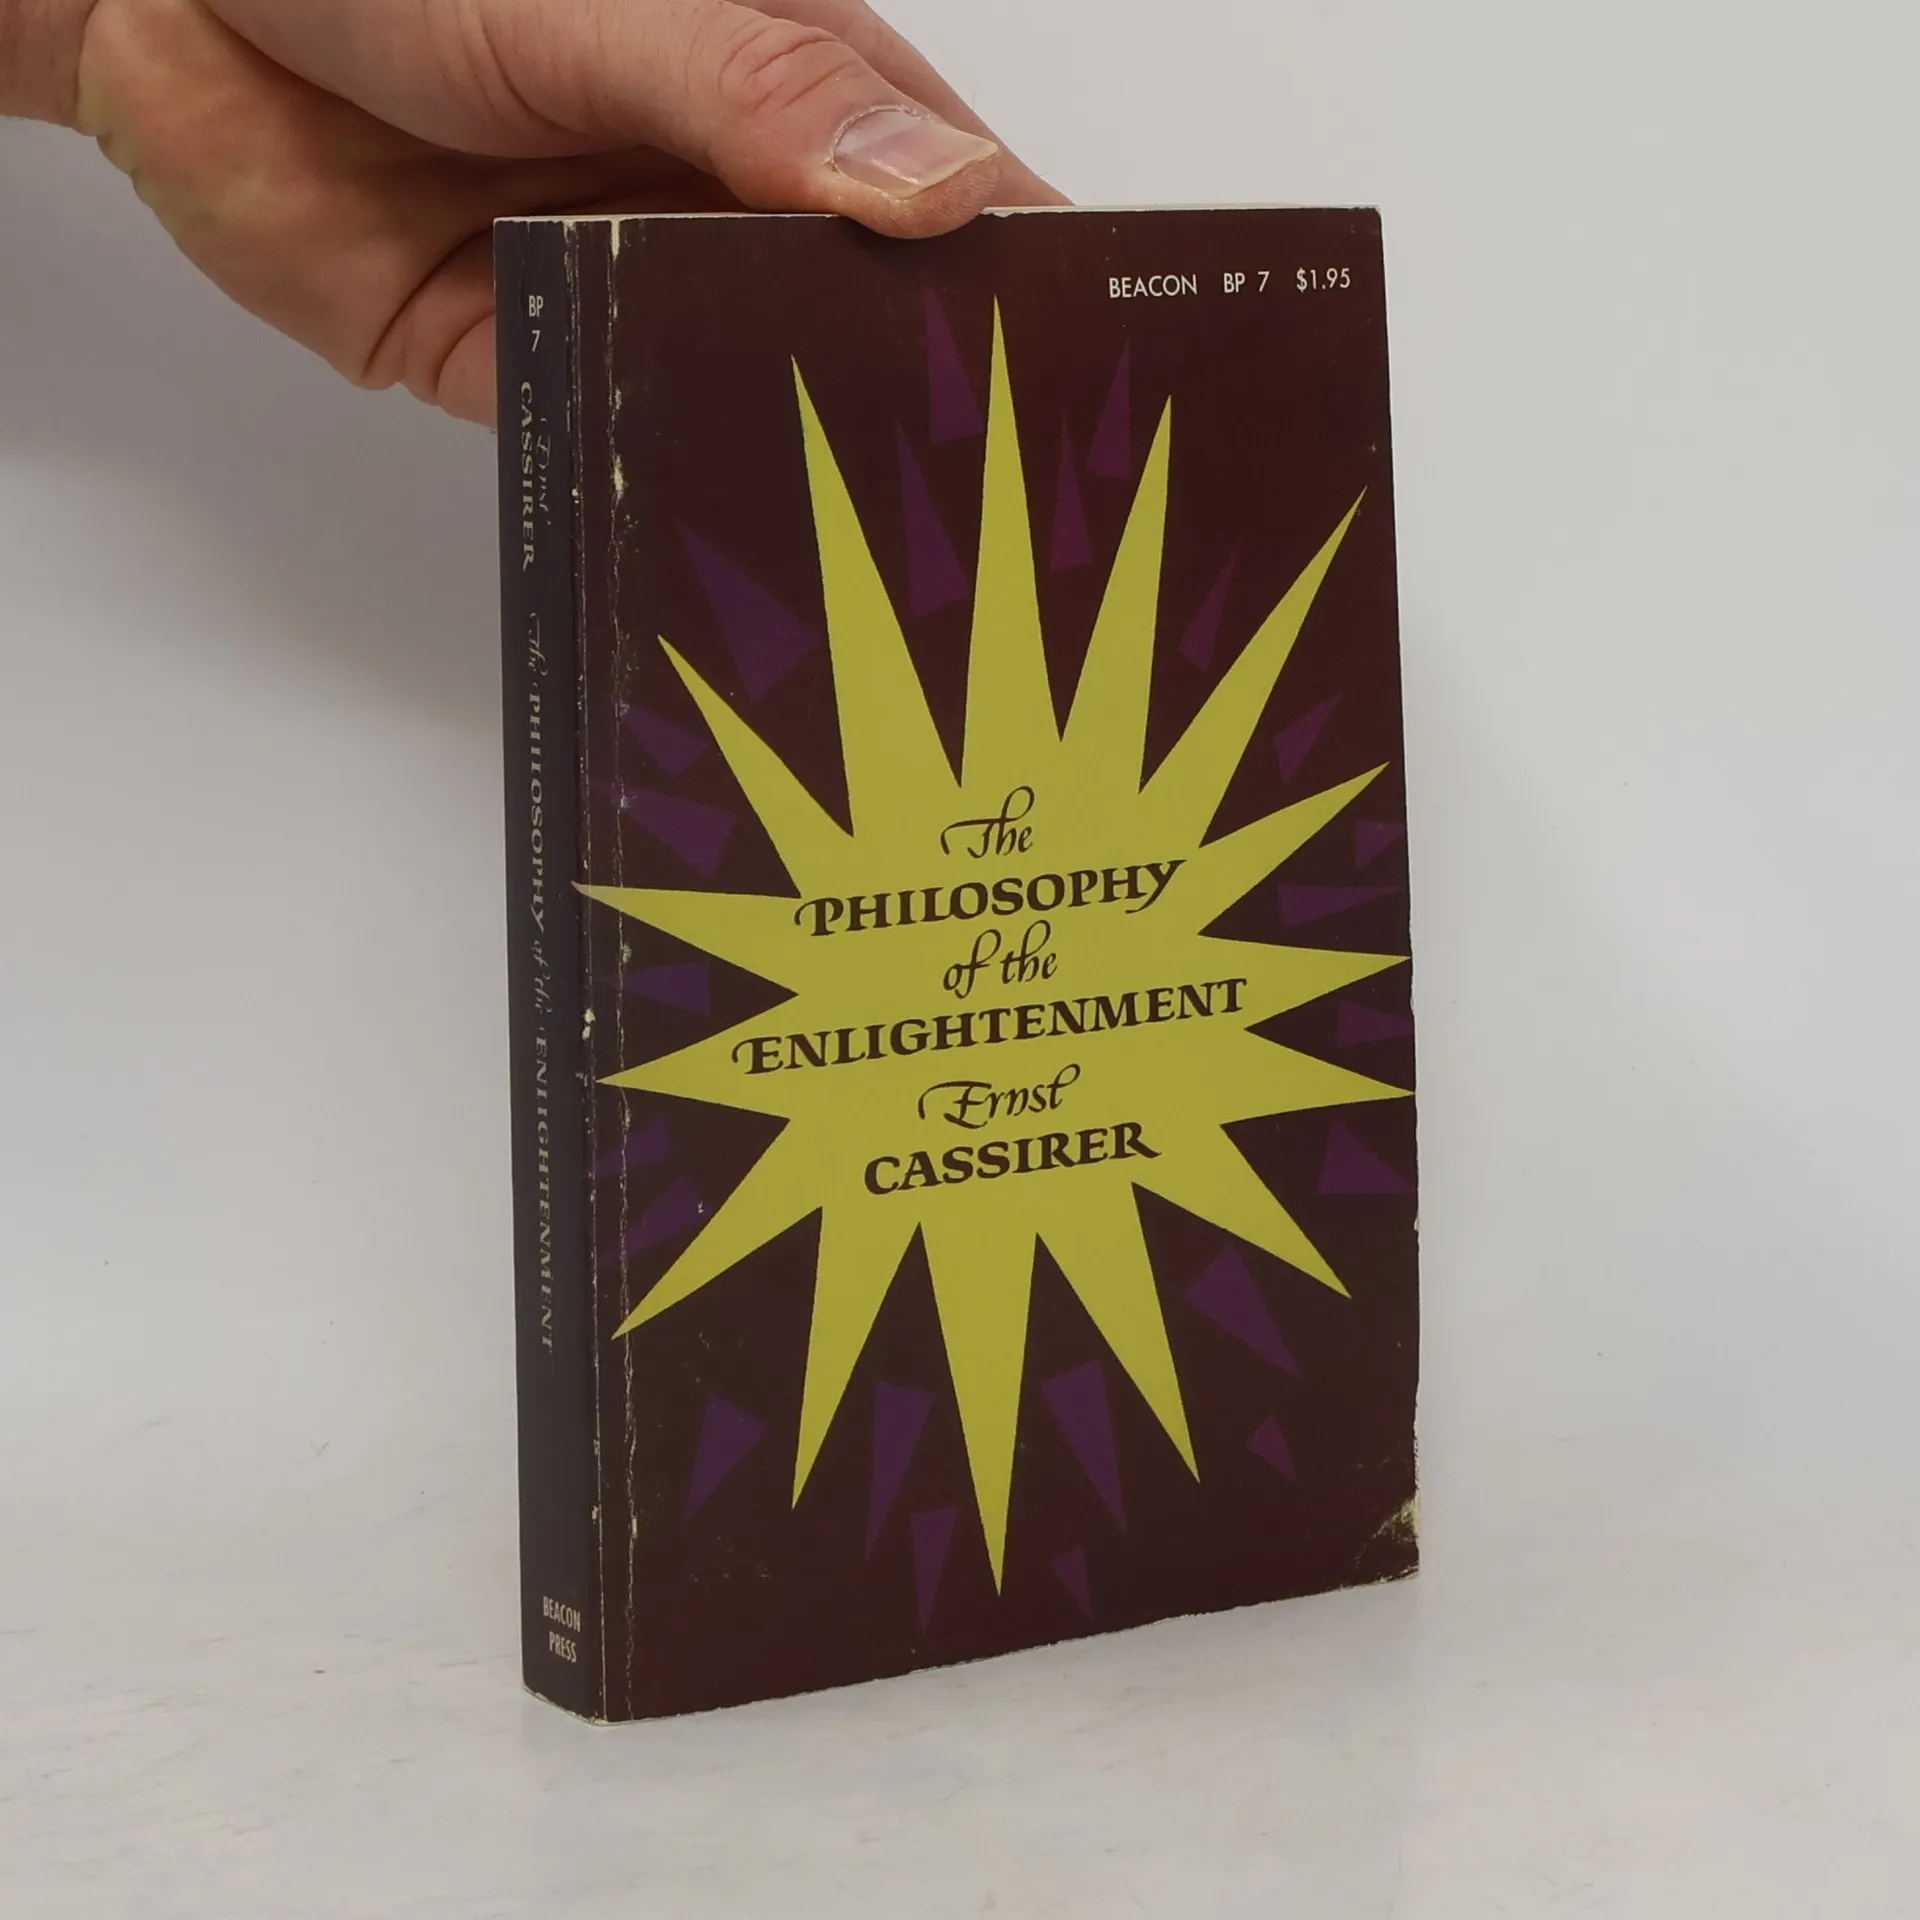 BEACON BP 7 $1.95
The
PHILOSOPHY
of the
ENLIGHTENMENT
Ernst
CASSIRER
BP
7
Ernst
CASSIRER
The PHILOSOPHY of the ENLIGHTENMENT
BEACON
PRESS